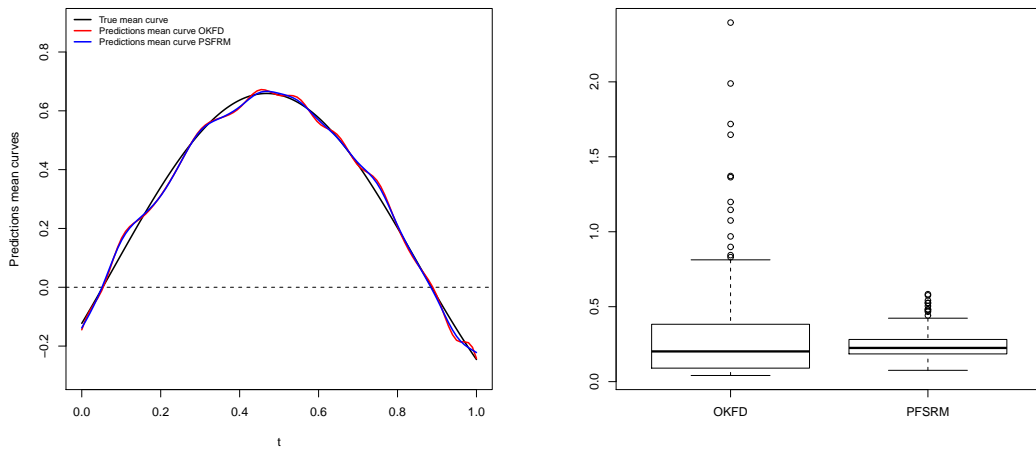 True mean curve
Predictions mean curve OKFD
Predictions mean curve PSFRM
Predictions mean curves
0.8
0.6
0.4
0.2
0.0
−0.2
0.0 0.2 0.4 0.6 0.8 1.0
t
2.0
1.5
1.0
0.5
0.0
OKFD PFSRM